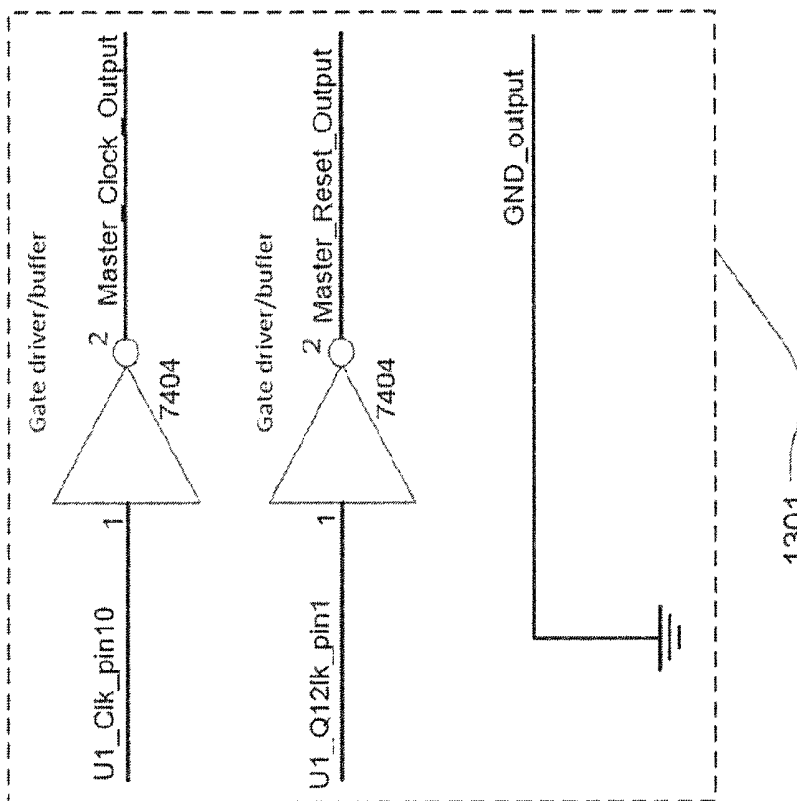 Gate driver/buffer
U1_Clk_pin10
1
2
Master_Clock_Output
7404
Gate driver/buffer
U1_Q12lk_pin1
1
2
Master_Reset_Output
7404
GND_output
1301